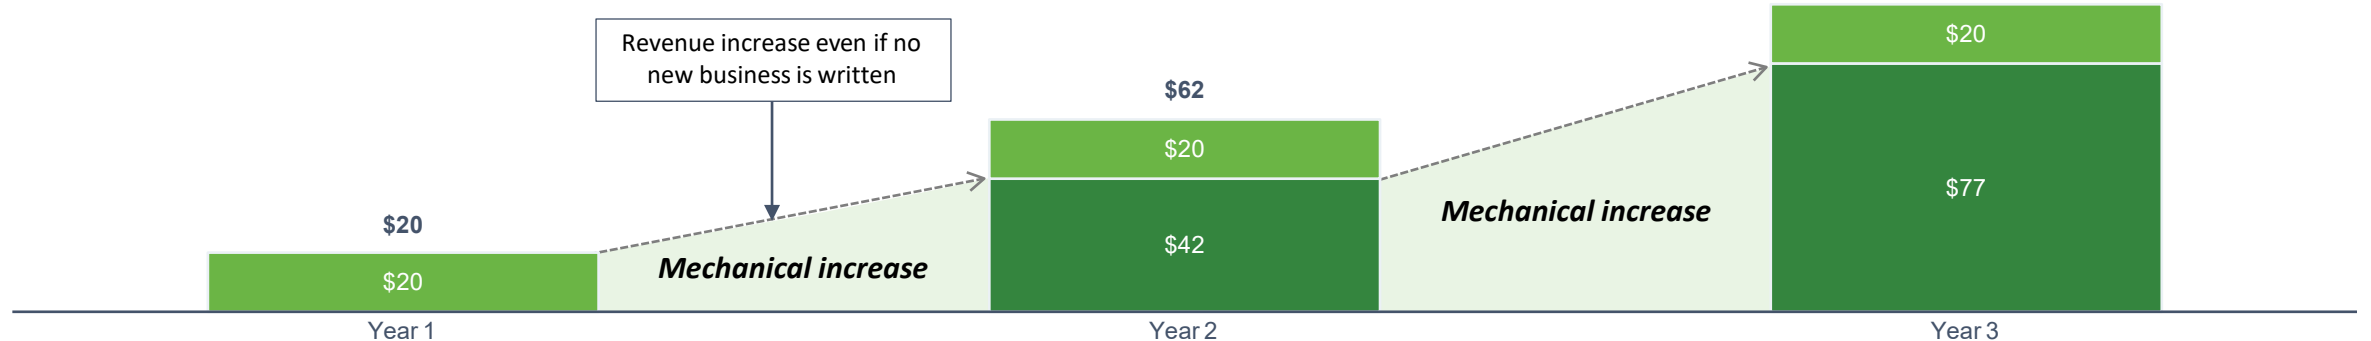 Revenue increase even if no
new business is written
$20
$20
Mechanical increase
$62
$20
$42
Mechanical increase
$20
$77
Year 1
Year 2
Year 3